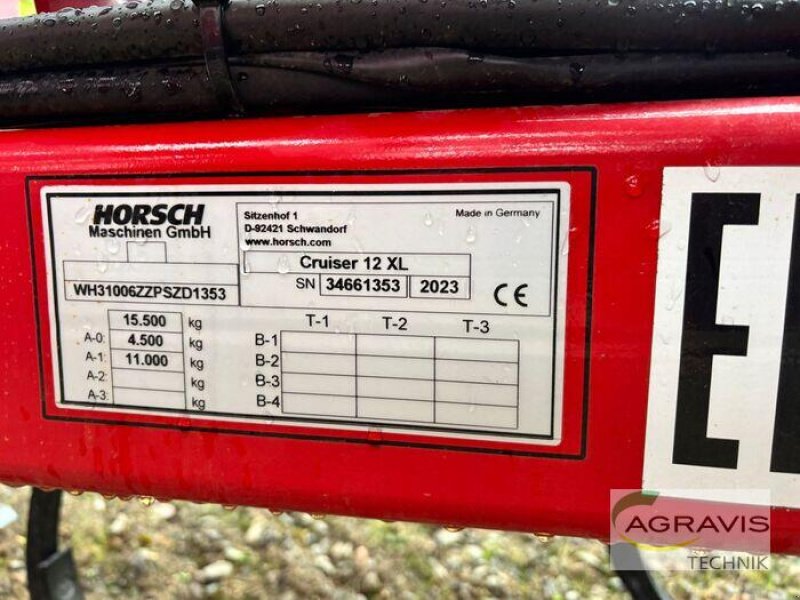 HORSCH
Maschinen GmbH
Sitzenhof 1
D-92421 Schwandorf
www.horsch.com
Made in Germany
Cruiser 12 XL
WH31006ZZPSZD1353
SN 34661353 2023
CE
15.500 kg
A-0: 4.500 kg
A-1: 11.000 kg
A-2: kg
A-3: kg
T-1 T-2 T-3
B-1
B-2
B-3
B-4
E
AGRAVIS
TECHNIK